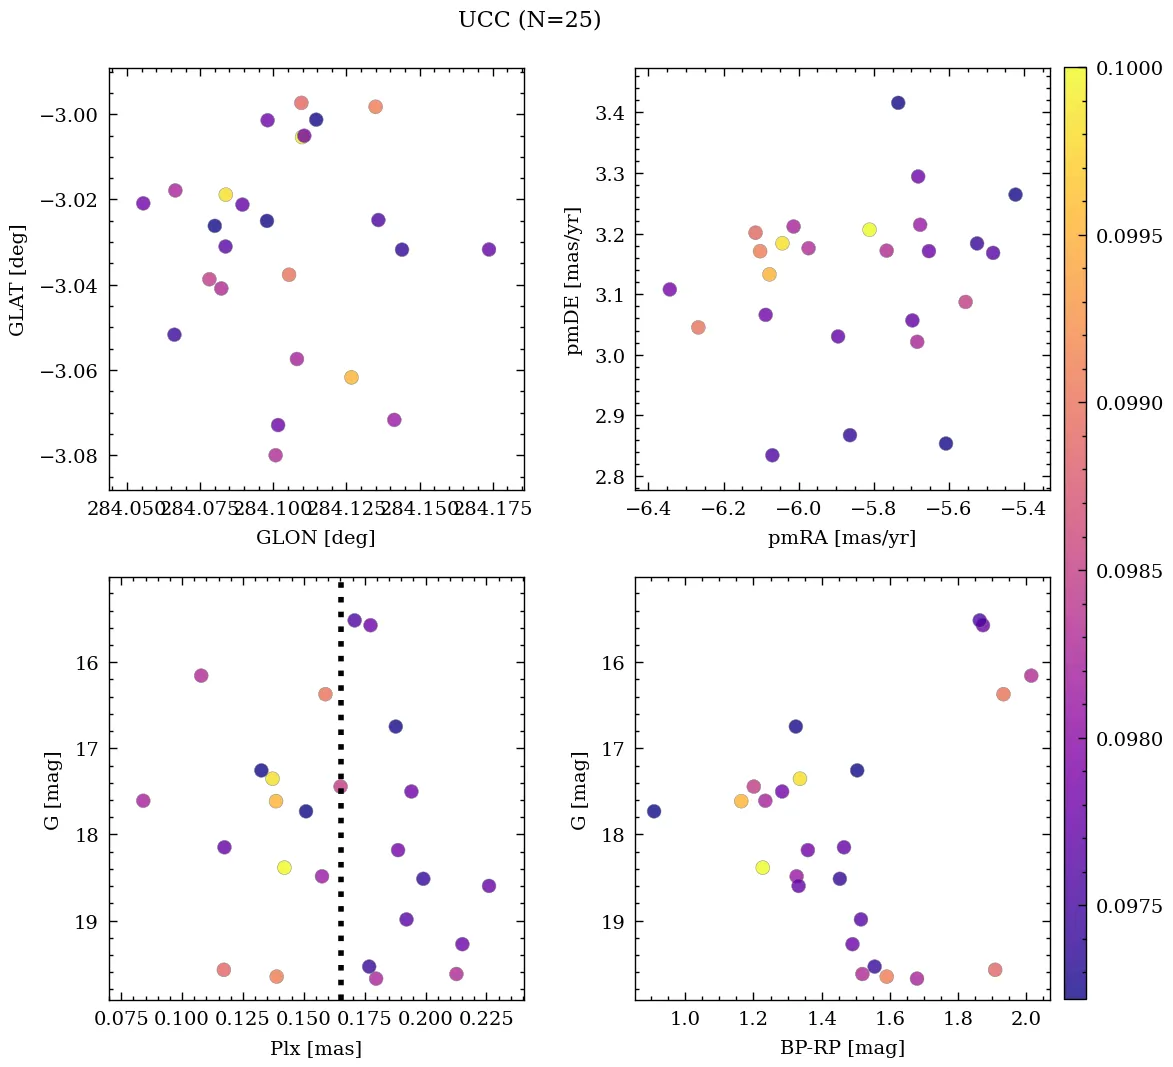 UCC (N=25)
−3.00
−3.02
−3.04
−3.06
−3.08
GLAT [deg]
284.050 284.075 284.100 284.125 284.150 284.175
GLON [deg]
3.4
3.3
3.2
3.1
3.0
2.9
2.8
pmDE [mas/yr]
−6.4 −6.2 −6.0 −5.8 −5.6 −5.4
pmRA [mas/yr]
16
17
18
19
G [mag]
0.075 0.100 0.125 0.150 0.175 0.200 0.225
Plx [mas]
16
17
18
19
G [mag]
1.0 1.2 1.4 1.6 1.8 2.0
BP-RP [mag]
0.1000
0.0995
0.0990
0.0985
0.0980
0.0975